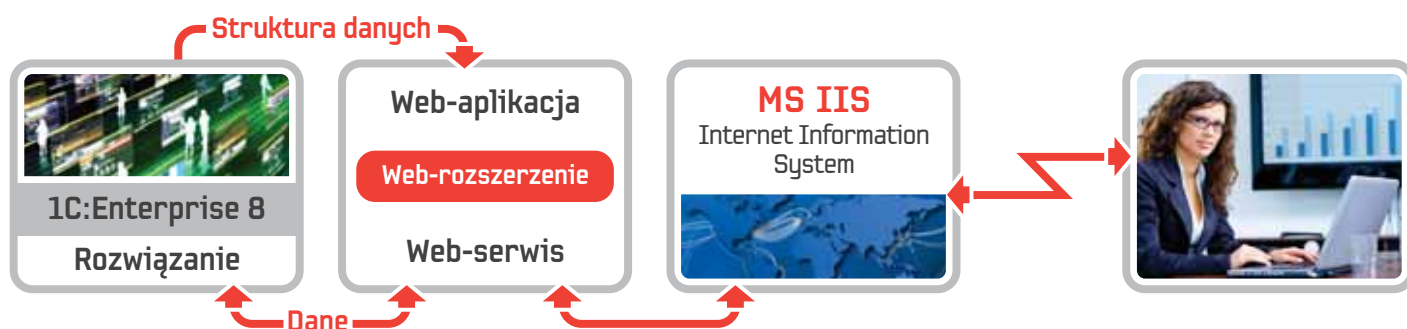 Struktura danych
1C:Enterprise 8
Rozwiązanie
Web-aplikacja
Web-rozszerzenie
Web-serwis
MS IIS
Internet Information
System
Dane